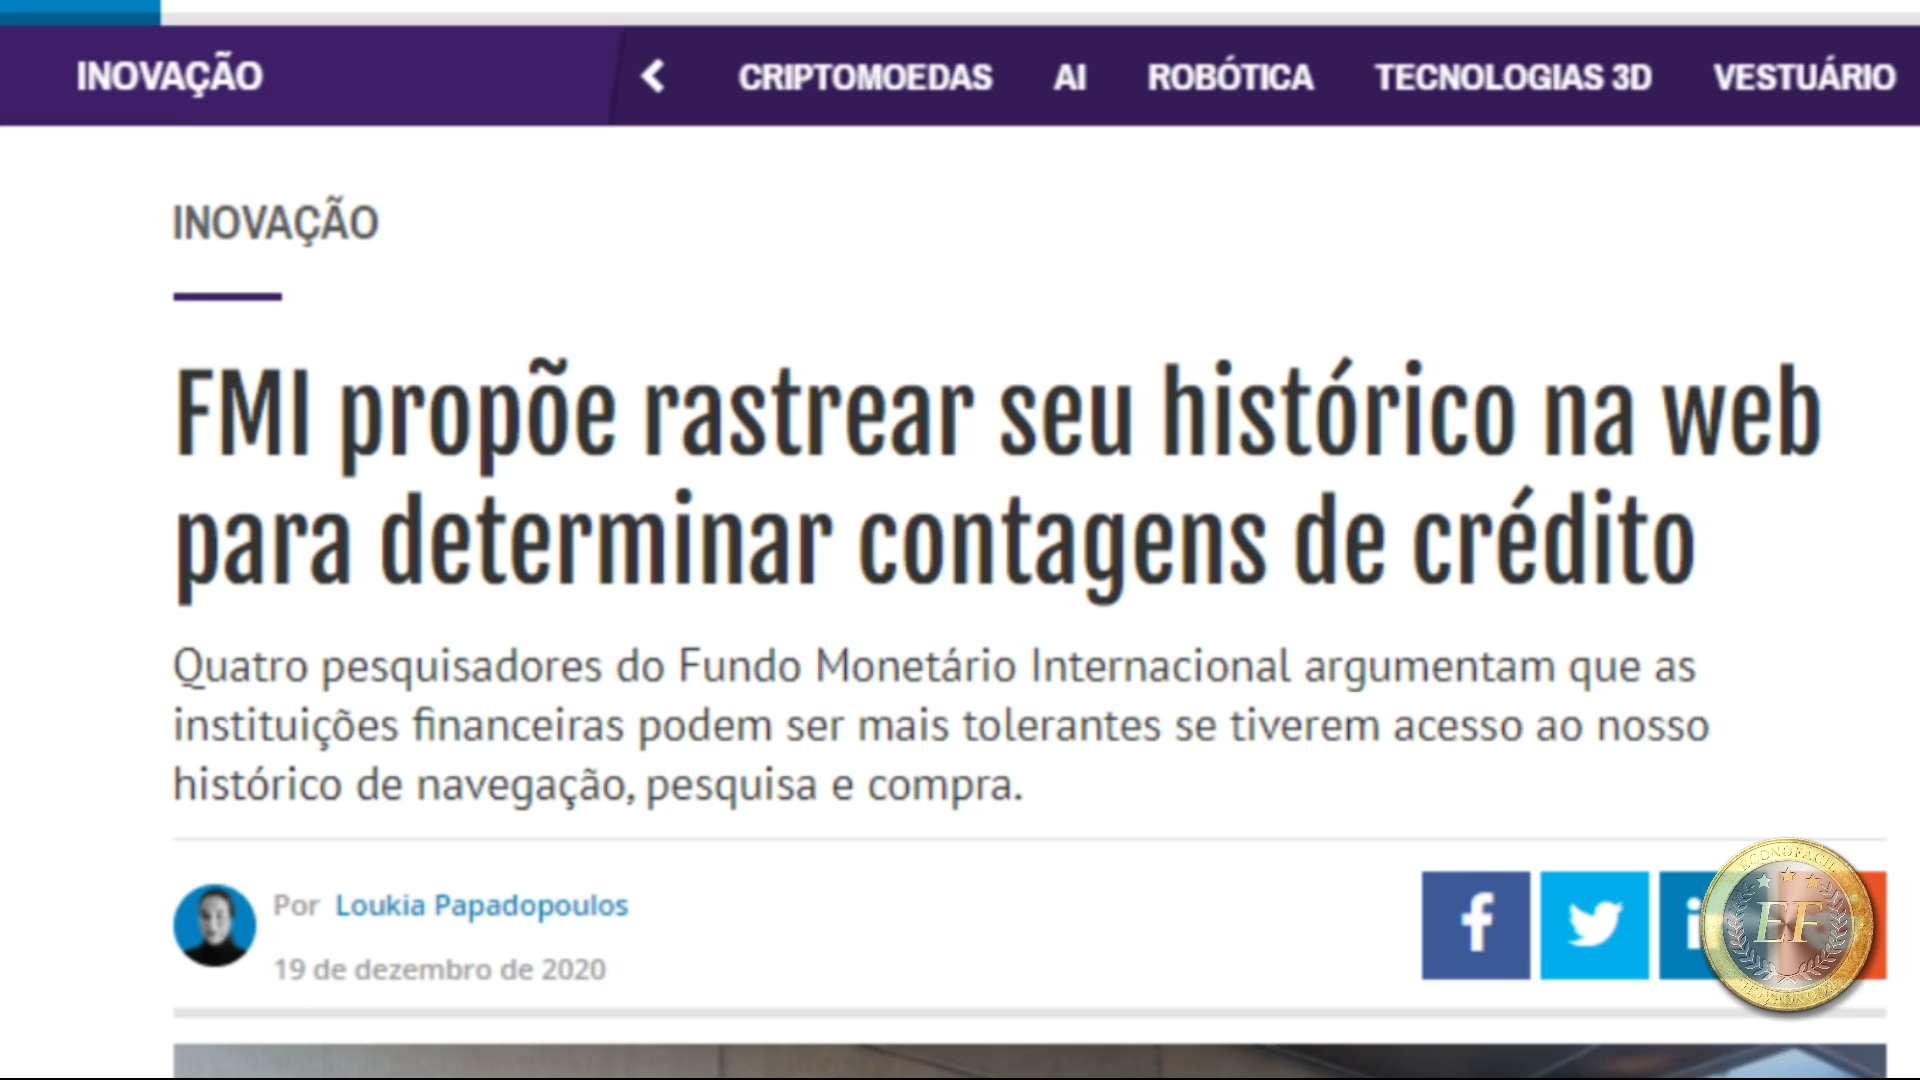 INOVAÇÃO
CRIPTOMOEDAS AI ROBÓTICA TECNOLOGIAS 3D VESTUÁRIO
INOVAÇÃO
FMI propõe rastrear seu histórico na web
para determinar contagens de crédito
Quatro pesquisadores do Fundo Monetário Internacional argumentam que as
instituições financeiras podem ser mais tolerantes se tiverem acesso ao nosso
histórico de navegação, pesquisa e compra.
Por Loukia Papadopoulos
19 de dezembro de 2020
ECONOFÁCIL
EF